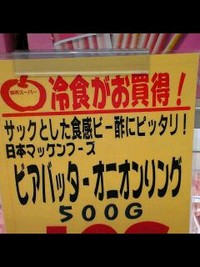 冷食がお買得！
サックとした食感ビー酢にピッタリ！
日本マッケンフーズ
ビアバッターオニオンリング
500G